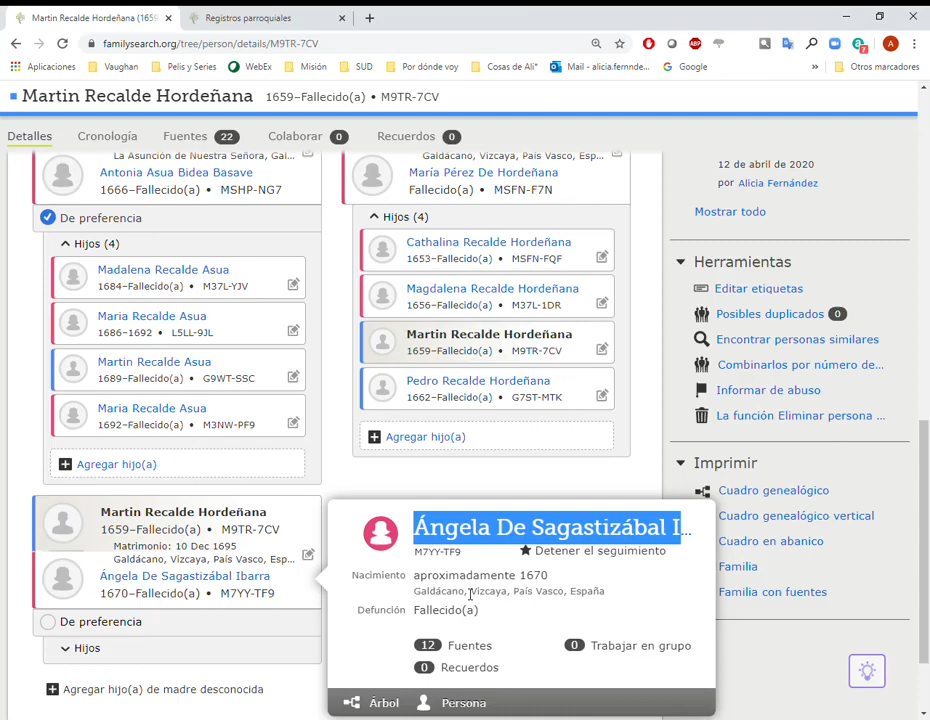 Martin Recalde Hordeñana (1659
Registros parroquiales
familysearch.org/tree/person/details/M9TR-7CV
Aplicaciones
Vaughan
Pelis y Series
WebEx
Misión
SUD
Por dónde voy
Cosas de Ali*
Mail - alicia.fernnde...
Google
»
Otros marcadores
Martin Recalde Hordeñana 1659–Fallecido(a) • M9TR-7CV
Detalles
Cronología
Fuentes 22
Colaborar 0
Recuerdos 0
La Asunción de Nuestra Señora, Gal...
Antonia Asua Bidea Basave
1666–Fallecido(a) • MSHP-NG7
De preferencia
Hijos (4)
Madalena Recalde Asua
1684–Fallecido(a) • M37L-YJV
Maria Recalde Asua
1686–1692 • L5LL-9JL
Martin Recalde Asua
1689–Fallecido(a) • G9WT-SSC
Maria Recalde Asua
1692–Fallecido(a) • M3NW-PF9
Agregar hijo(a)
Galdácano, Vizcaya, País Vasco, Esp...
María Pérez De Hordeñana
Fallecido(a) • MSFN-F7N
Hijos (4)
Cathalina Recalde Hordeñana
1653–Fallecido(a) • MSFN-FQF
Magdalena Recalde Hordeñana
1656–Fallecido(a) • M37L-1DR
Martin Recalde Hordeñana
1659–Fallecido(a) • M9TR-7CV
Pedro Recalde Hordeñana
1662–Fallecido(a) • G7ST-MTK
Agregar hijo(a)
Martin Recalde Hordeñana
1659–Fallecido(a) • M9TR-7CV
Matrimonio: 10 Dec 1695
Galdácano, Vizcaya, País Vasco, Esp...
Ángela De Sagastizábal Ibarra
1670–Fallecido(a) • M7YY-TF9
De preferencia
Hijos
Agregar hijo(a) de madre desconocida
Ángela De Sagastizábal I...
M7YY-TF9
Detener el seguimiento
Nacimiento aproximadamente 1670
Galdácano, Vizcaya, País Vasco, España
Defunción Fallecido(a)
12 Fuentes
0 Trabajar en grupo
0 Recuerdos
Árbol
Persona
12 de abril de 2020
por Alicia Fernández
Mostrar todo
Herramientas
Editar etiquetas
Posibles duplicados 0
Encontrar personas similares
Combinarlos por número de...
Informar de abuso
La función Eliminar persona ...
Imprimir
Cuadro genealógico
Cuadro genealógico vertical
Cuadro en abanico
Familia
Familia con fuentes